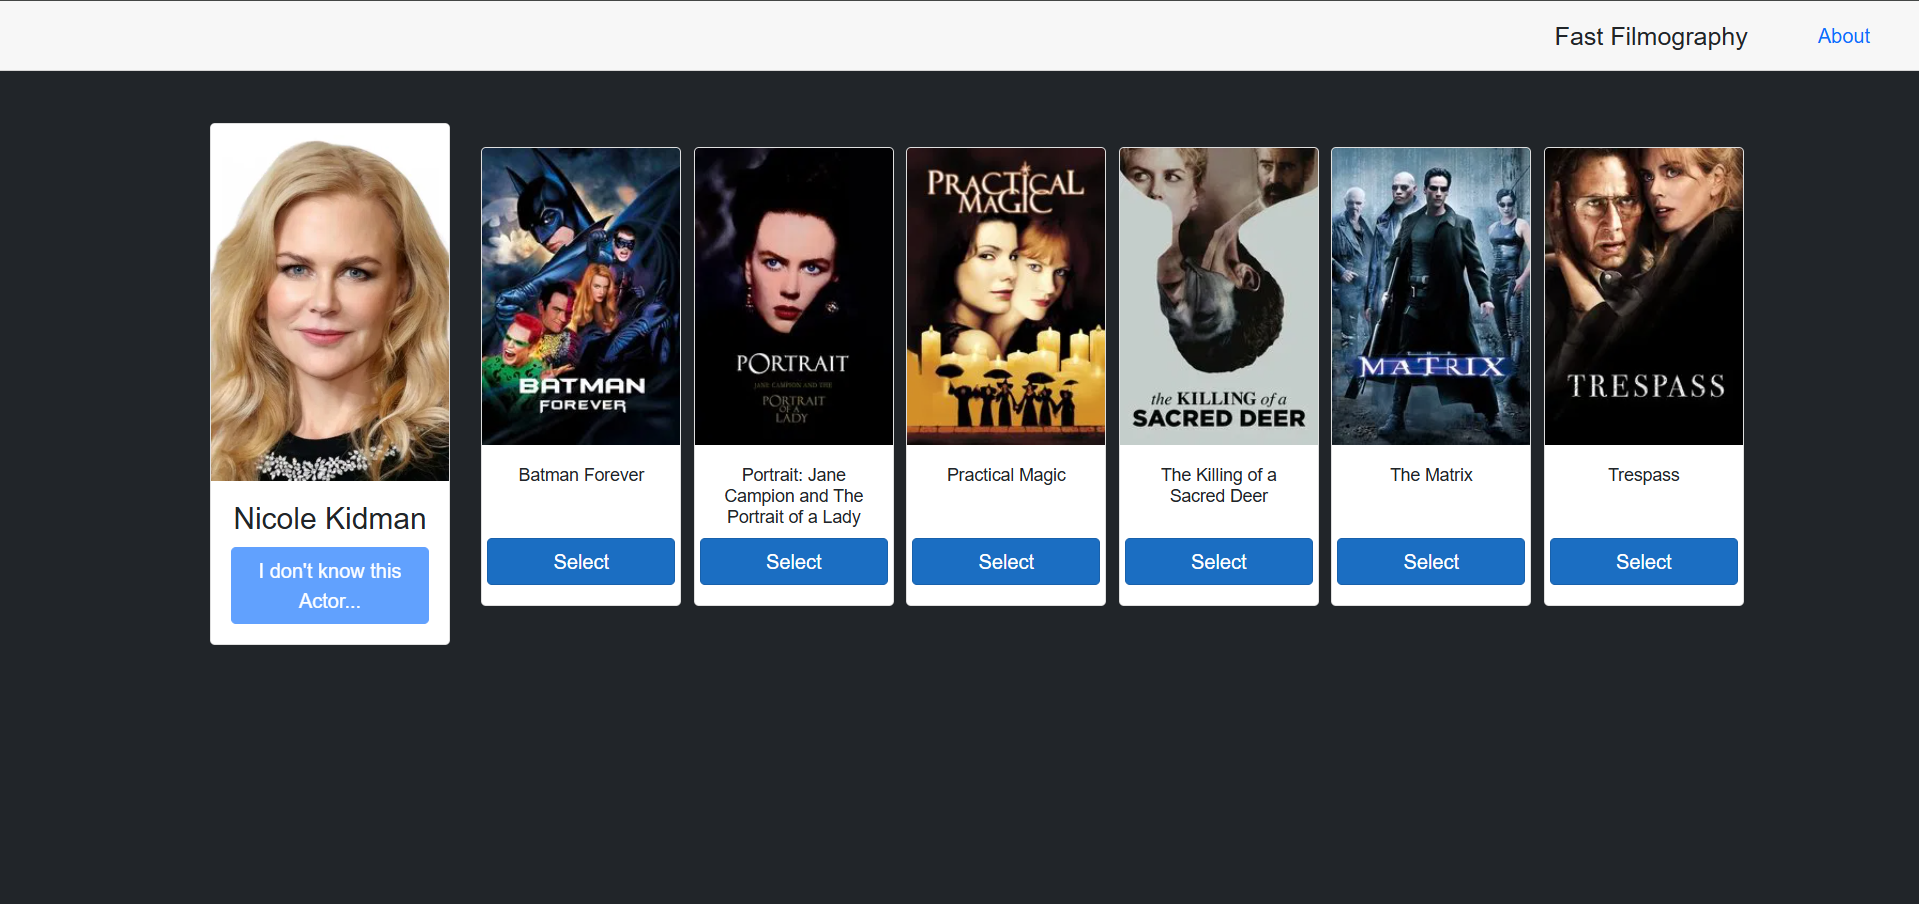 Fast Filmography
About
Nicole Kidman
I don't know this
Actor...
BATMAN
FOREVER
Batman Forever
Select
PORTRAIT
JANE CAMPION AND THE
PORTRAIT
OF A
LADY
Portrait: Jane
Campion and The
Portrait of a Lady
Select
PRACTICAL
MAGIC
Practical Magic
Select
the KILLING of a
SACRED DEER
The Killing of a
Sacred Deer
Select
THE
MATRIX
The Matrix
Select
TRESPASS
Trespass
Select